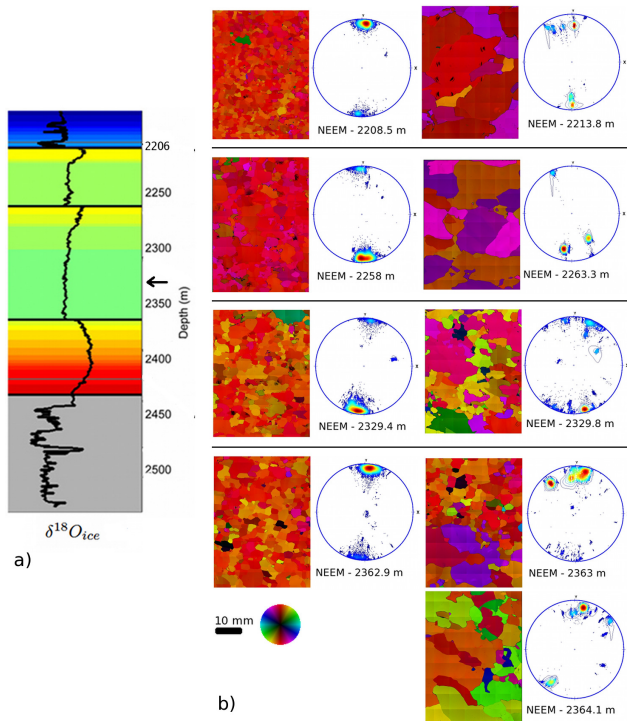 2206
2250
2300
2350
2400
2450
2500
Depth (m)
δ¹⁸O_ice
a)
Y
X
NEEM - 2208.5 m
Y
X
NEEM - 2213.8 m
Y
X
NEEM - 2258 m
Y
X
NEEM - 2263.3 m
Y
X
NEEM - 2329.4 m
Y
X
NEEM - 2329.8 m
Y
X
NEEM - 2362.9 m
Y
X
NEEM - 2363 m
Y
X
NEEM - 2364.1 m
10 mm
b)